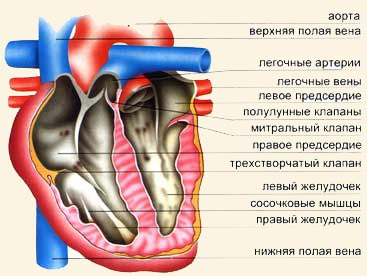 аорта
верхняя полая вена
легочные артерии
легочные вены
левое предсердие
полулунные клапаны
митральный клапан
правое предсердие
трехстворчатый клапан
левый желудочек
сосочковые мышцы
правый желудочек
нижняя полая вена